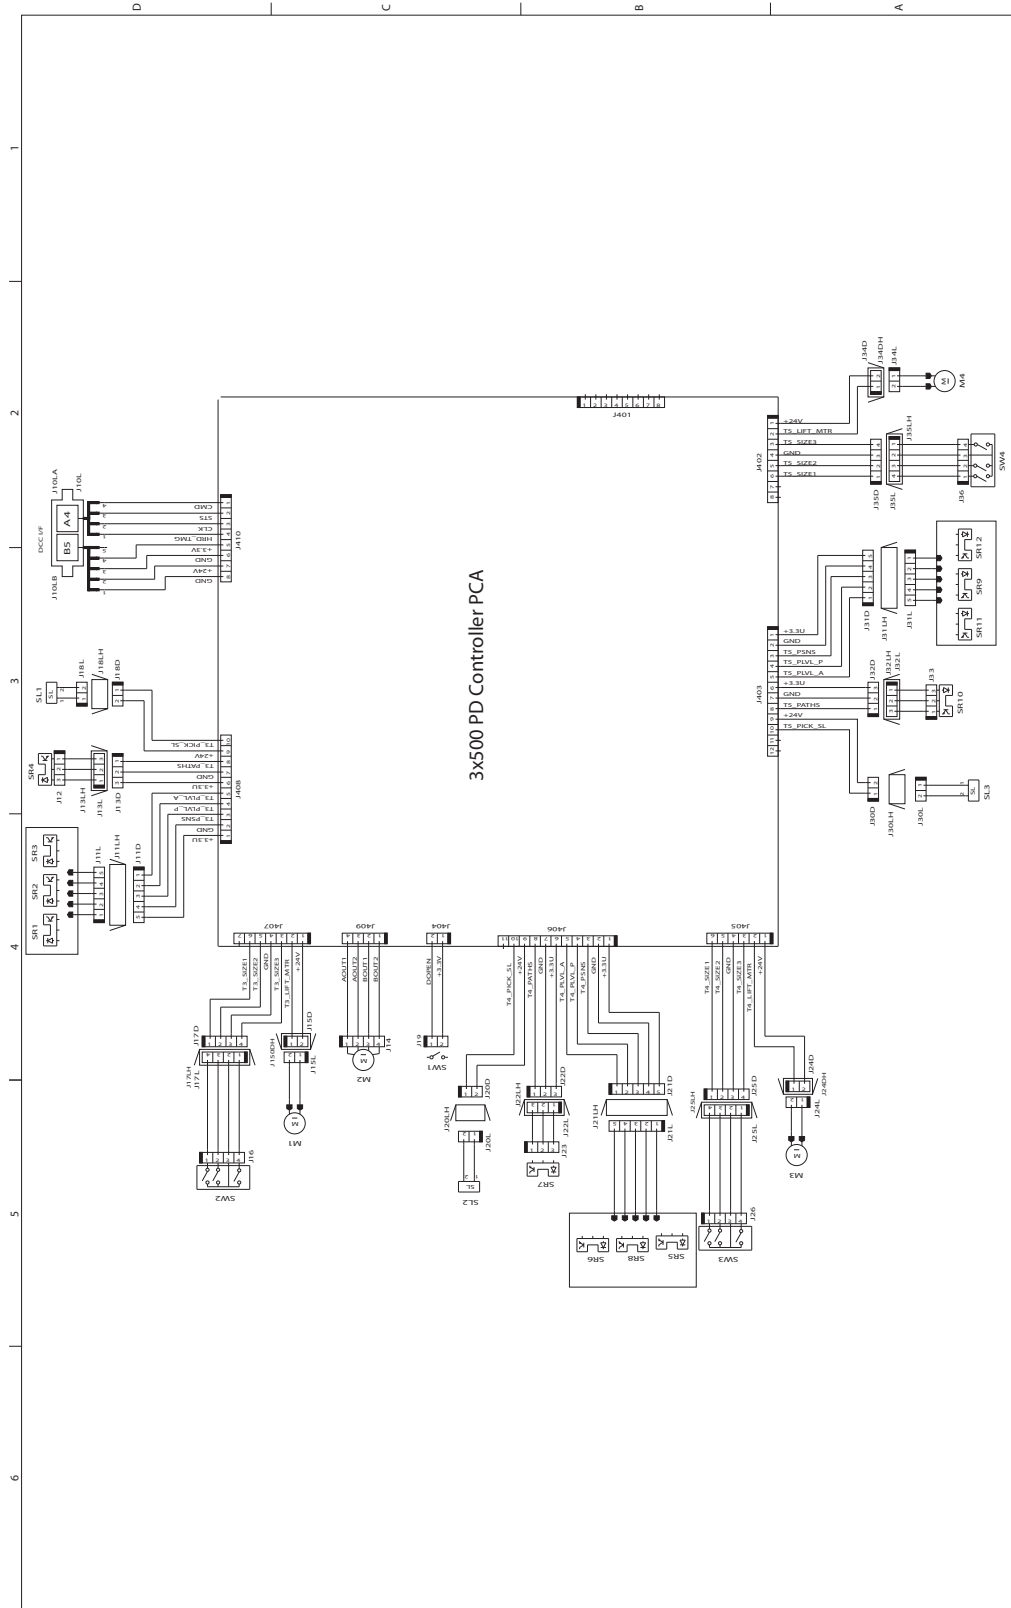 D
C
B
A
1
2
3
4
5
6
3x500 PD Controller PCA
DCC I/F
J10LA
J10L
J10LB
A4
B5
CMD
STS
CLK
HRD_TMG
+3.3V
GND
+24V
GND
J410
J401
SL1
SL
J18L
J18LH
J18D
SR4
J12
J13LH
J13L
J13D
SR3
SR2
SR1
J11L
J11LH
J11D
T3_PICK_SL
+24V
T3_PATHS
GND
+3.3U
T3_PLVL_A
T3_PLVL_P
T3_PSNS
GND
+3.3U
J408
J402
+24V
T5_LIFT_MTR
T5_SIZE3
GND
T5_SIZE2
T5_SIZE1
J34D
J34DH
J34L
M
M4
J35D
J35L
J35LH
J36
SW4
J403
+3.3U
GND
T5_PSNS
T5_PLVL_P
T5_PLVL_A
+3.3U
GND
T5_PATHS
+24V
T5_PICK_SL
J31D
J31LH
J31L
SR12
SR9
SR11
J32D
J32LH
J32L
J33
SR10
J30D
J30LH
J30L
SL
SL3
J407
T3_SIZE1
T3_SIZE2
GND
T3_SIZE3
T3_LIFT_MTR
+24V
J17D
J17LH
J17L
J16
SW2
J15D
J150DH
J15L
M
M1
J409
AOUT1
AOUT2
BOUT1
BOUT2
J14
M
M2
J404
DOPEN
+3.3V
J19
SW1
J406
T4_PICK_SL
+24V
T4_PATHS
GND
+3.3U
T4_PLVL_A
T4_PLVL_P
T4_PSNS
GND
+3.3U
J20D
J20LH
J20L
SL
SL2
J22D
J22LH
J22L
J23
SR7
J21D
J21LH
J21L
SR6
SR8
SR5
J405
T4_SIZE1
T4_SIZE2
GND
T4_SIZE3
T4_LIFT_MTR
+24V
J25D
J25LH
J25L
J26
SW3
J24D
J24DH
J24L
M
M3